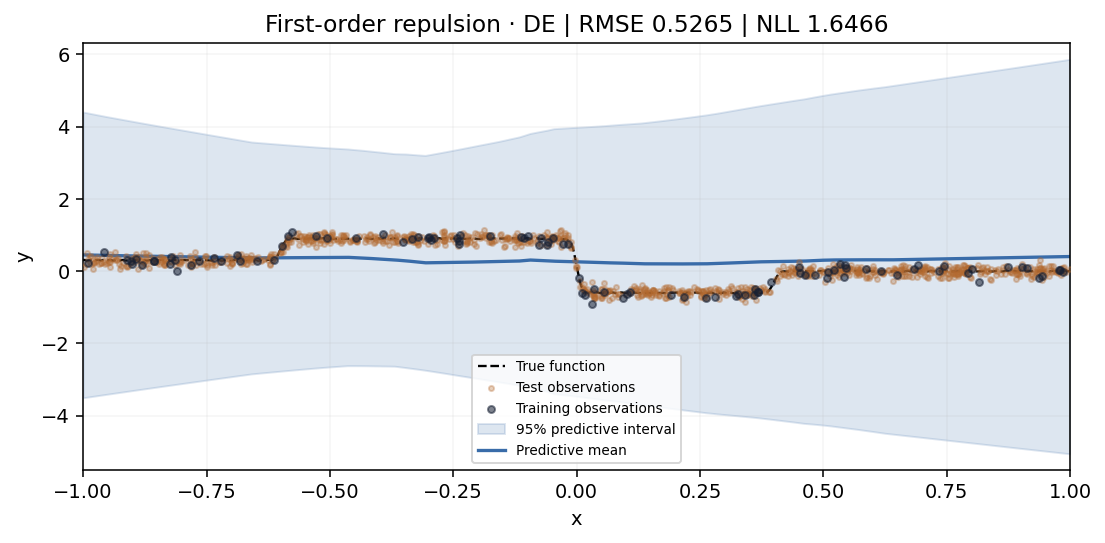 First-order repulsion · DE | RMSE 0.5265 | NLL 1.6466
6
4
2
0
−2
−4
y
True function
Test observations
Training observations
95% predictive interval
Predictive mean
−1.00
−0.75
−0.50
−0.25
0.00
0.25
0.50
0.75
1.00
x